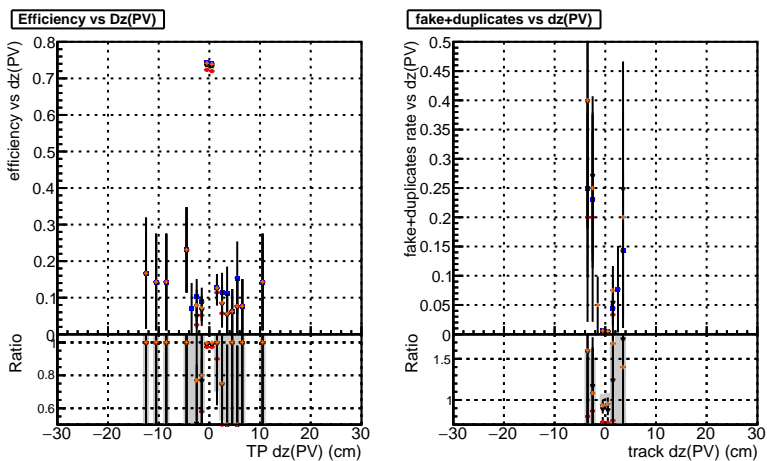 Efficiency vs Dz(PV)
efficiency vs dz(PV)
0.8
0.7
0.6
0.5
0.4
0.3
0.2
0.1
0
Ratio
1
0.8
0.6
−30 −20 −10 0 10 20 30
TP dz(PV) (cm)
fake+duplicates vs dz(PV)
fake+duplicates rate vs dz(PV)
0.5
0.45
0.4
0.35
0.3
0.25
0.2
0.15
0.1
0.05
0
Ratio
1.5
1
−30 −20 −10 0 10 20 30
track dz(PV) (cm)